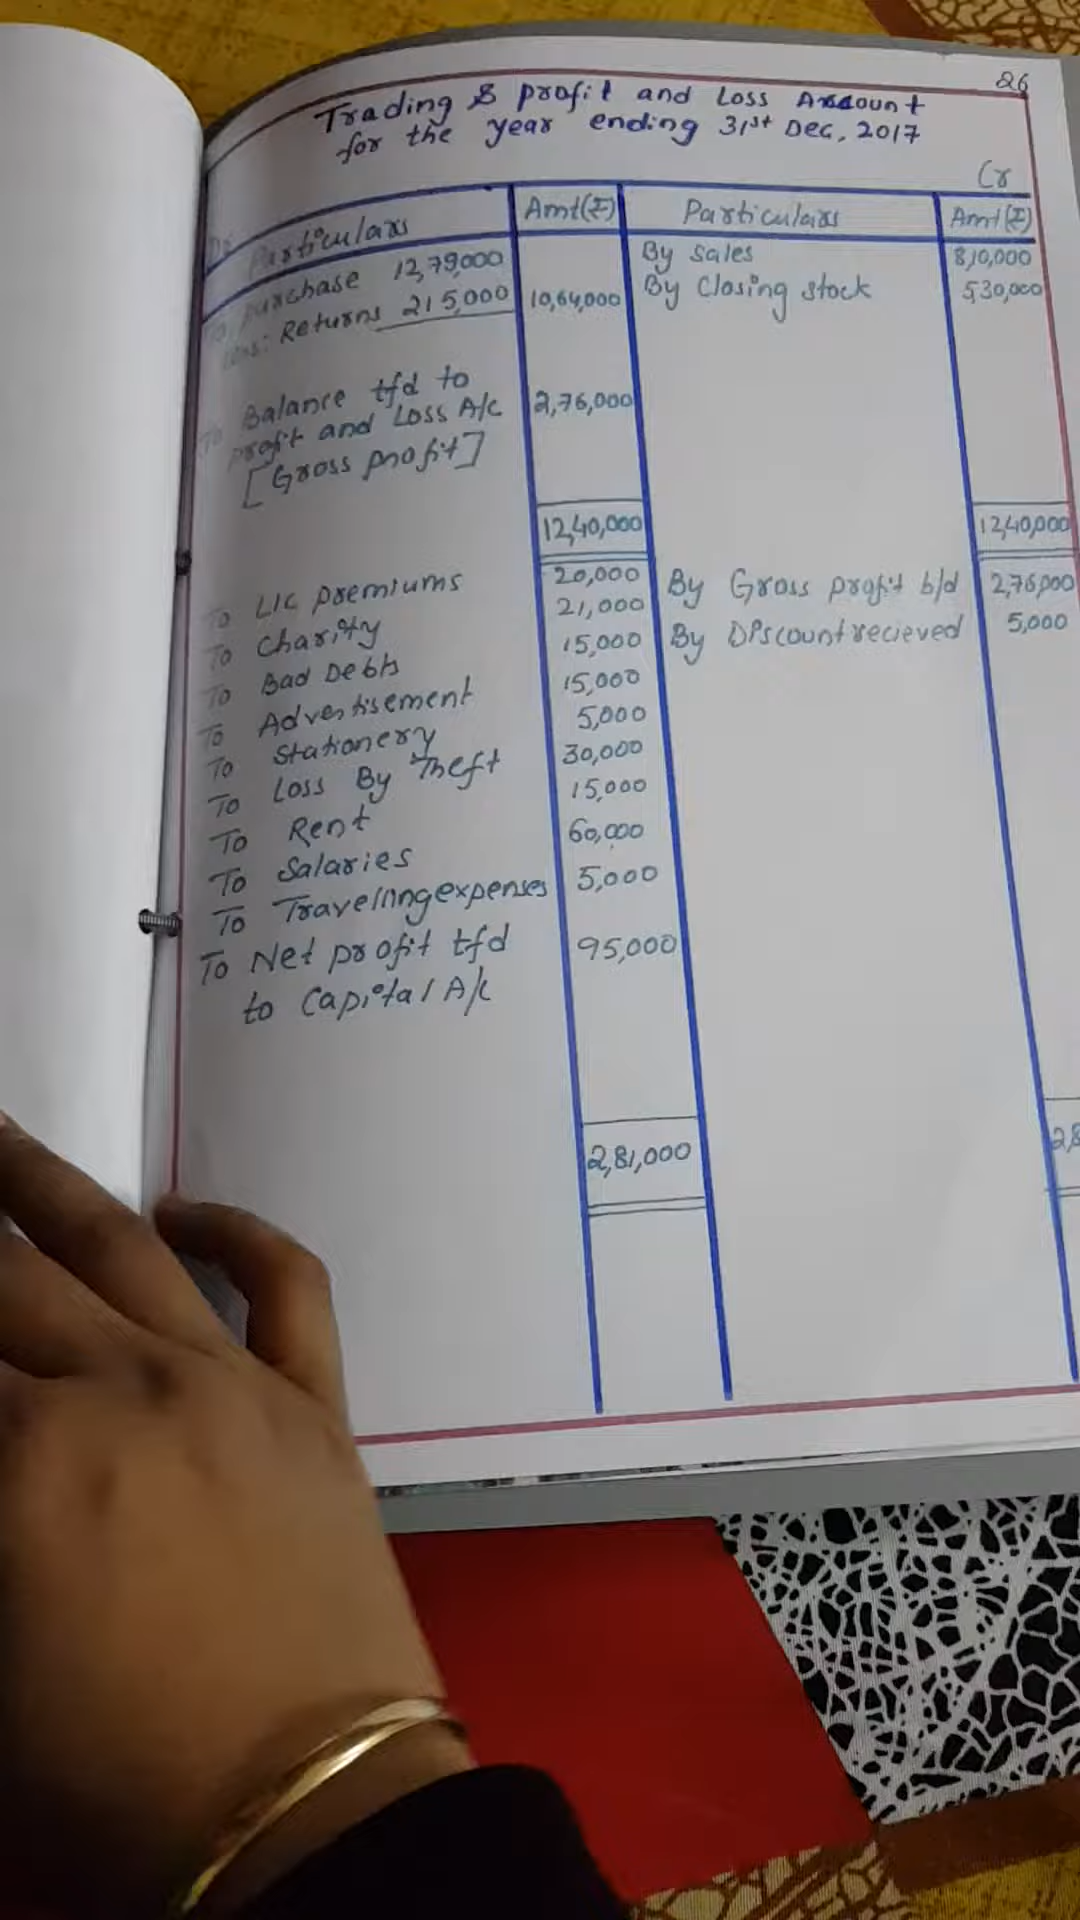 26
Trading & profit and Loss Account
for the year ending 31st Dec, 2017
Cr
Particulars Amt(₹) Particulars Amt(₹)
To purchase 12,79,000 By sales 8,10,000
Less: Returns 215,000 10,64,000 By Closing stock 5,30,000
To Balance tfd to
profit and Loss A/c 2,76,000
[Gross profit]
12,40,000 12,40,000
To LIC premiums 20,000 By Gross profit b/d 2,76,000
To Charity 21,000 By Discount recieved 5,000
To Bad Debts 15,000
To Advertisement 15,000
To Stationery 5,000
To Loss By Theft 30,000
To Rent 15,000
To Salaries 60,000
To Travelling expenses 5,000
To Net profit tfd 95,000
to Capital A/c
2,81,000 2,8